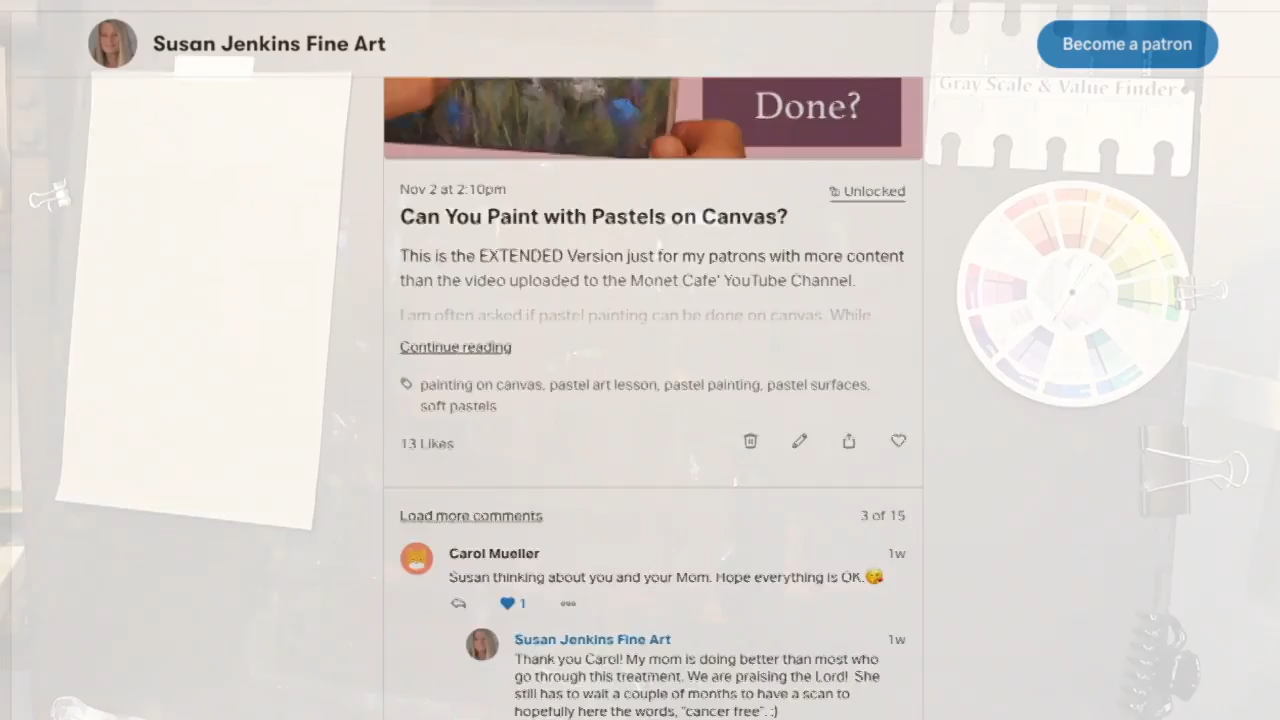 Susan Jenkins Fine Art
Become a patron
Gray Scale & Value Finder
Done?
Nov 2 at 2:10pm
Unlocked
Can You Paint with Pastels on Canvas?
This is the EXTENDED Version just for my patrons with more content
than the video uploaded to the Monet Cafe' YouTube Channel.
I am often asked if pastel painting can be done on canvas. While
Continue reading
painting on canvas, pastel art lesson, pastel painting, pastel surfaces,
soft pastels
13 Likes
Load more comments
3 of 15
Carol Mueller
1w
Susan thinking about you and your Mom. Hope everything is OK.😘
1
Susan Jenkins Fine Art
1w
Thank you Carol! My mom is doing better than most who
go through this treatment. We are praising the Lord! She
still has to wait a couple of months to have a scan to
hopefully here the words, "cancer free". :)